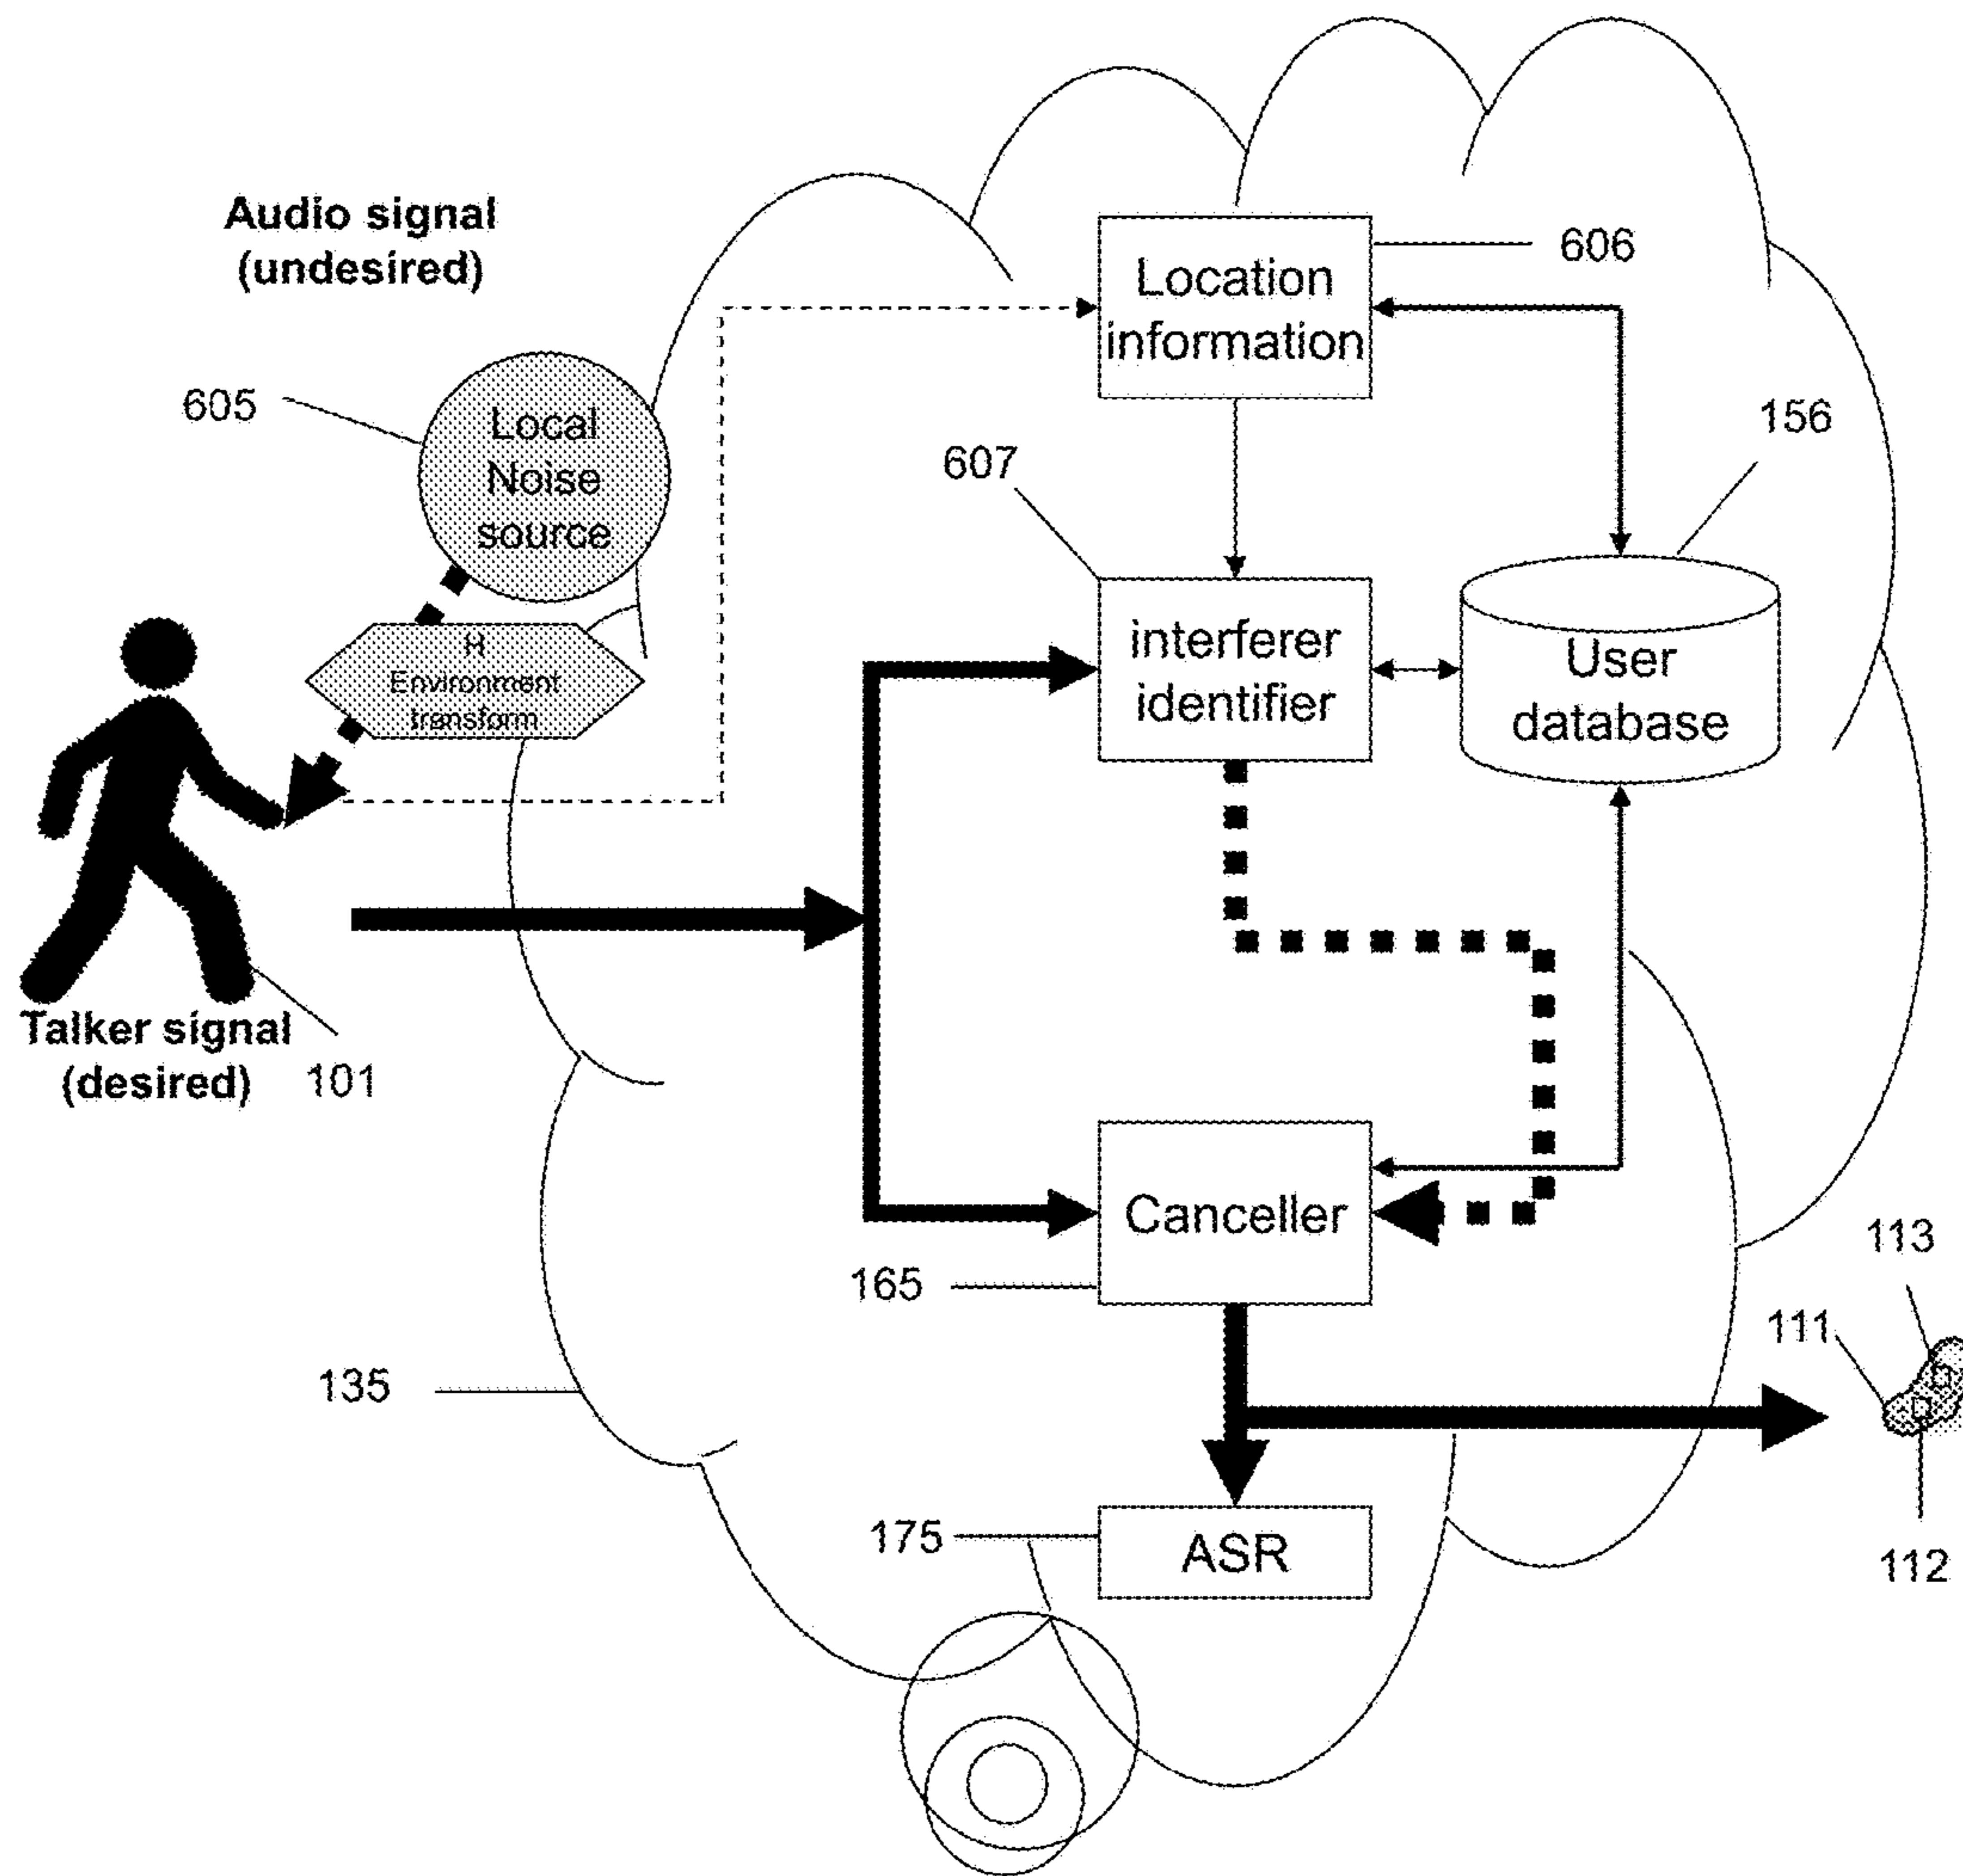 Audio signal
(undesired)
606
Location
information
605
Local
Noise
source
156
607
H
Environment
transform
interferer
identifier
User
database
Talker signal
(desired)
101
Canceller
165
113
111
135
175
ASR
112